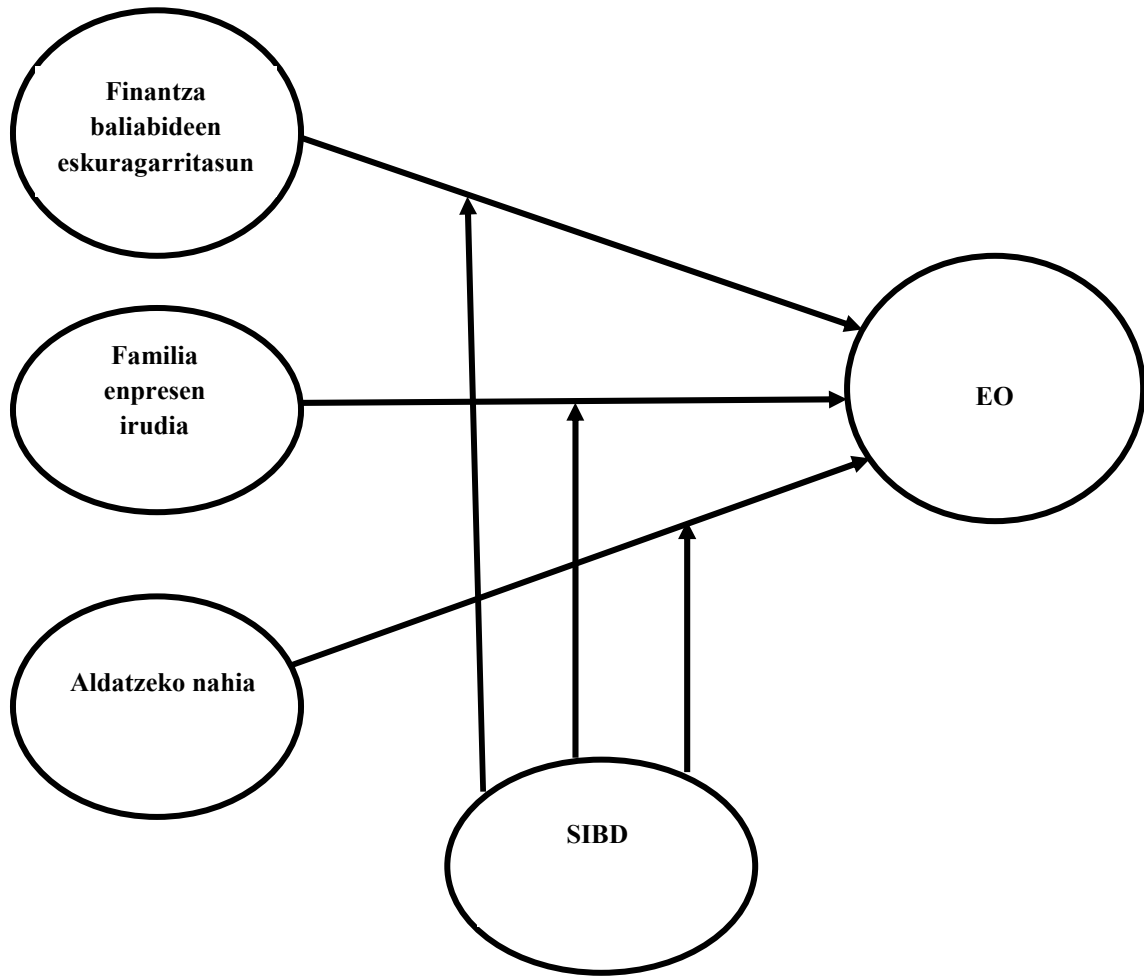 Finantza
baliabideen
eskuragarritasun
Familia
enpresen
irudia
EO
Aldatzeko nahia
SIBD